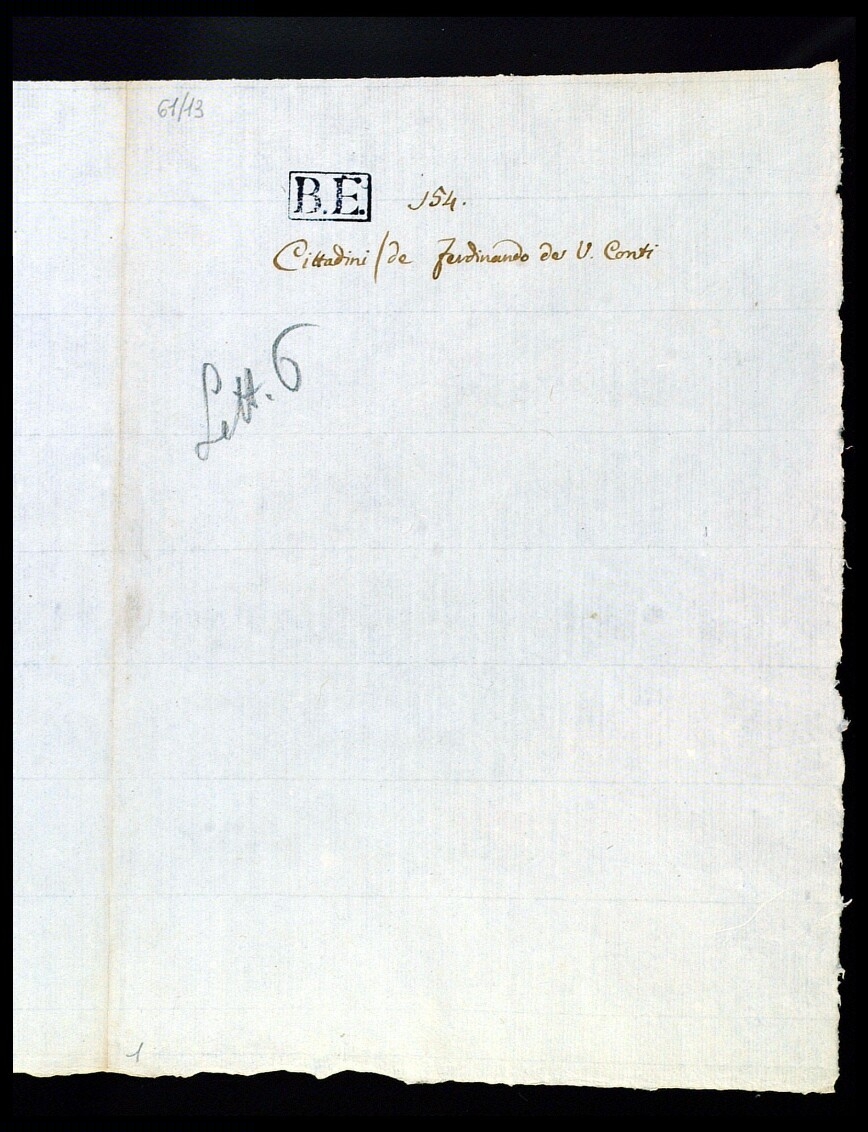 61/13
B.E. 154.
Cittadini / de Ferdinando de V. Conti
Lett. 6
1